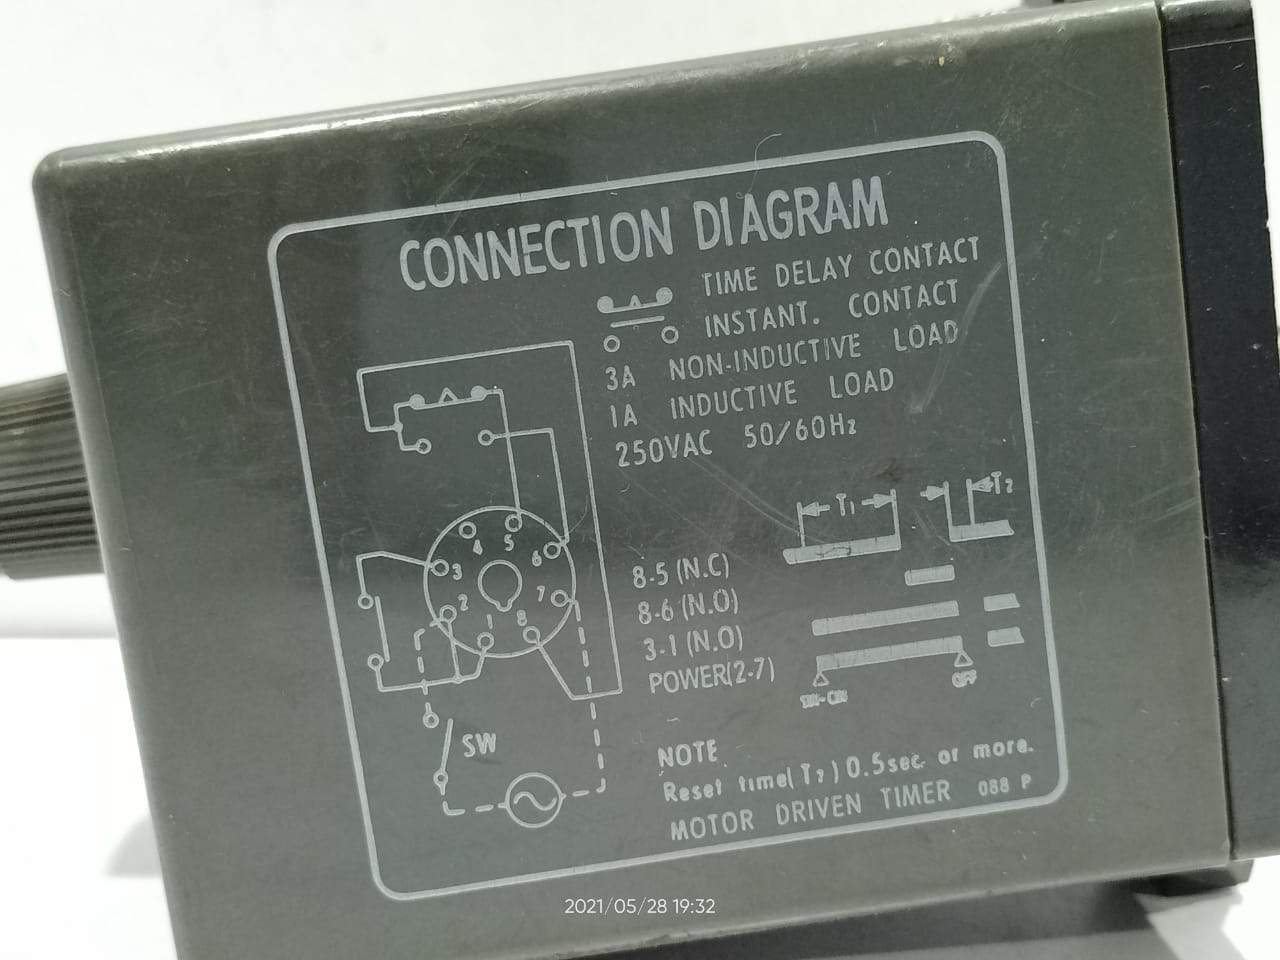 CONNECTION DIAGRAM
TIME DELAY CONTACT
INSTANT. CONTACT
3A NON-INDUCTIVE LOAD
1A INDUCTIVE LOAD
250VAC 50/60Hz
T1
T2
4
5
3
6
2
7
1
8
8-5 (N.C)
8-6 (N.O)
3-1 (N.O)
POWER(2-7)
OFF
SW
NOTE
Reset time(T2) 0.5sec. or more.
MOTOR DRIVEN TIMER 088 P
2021/05/28 19:32